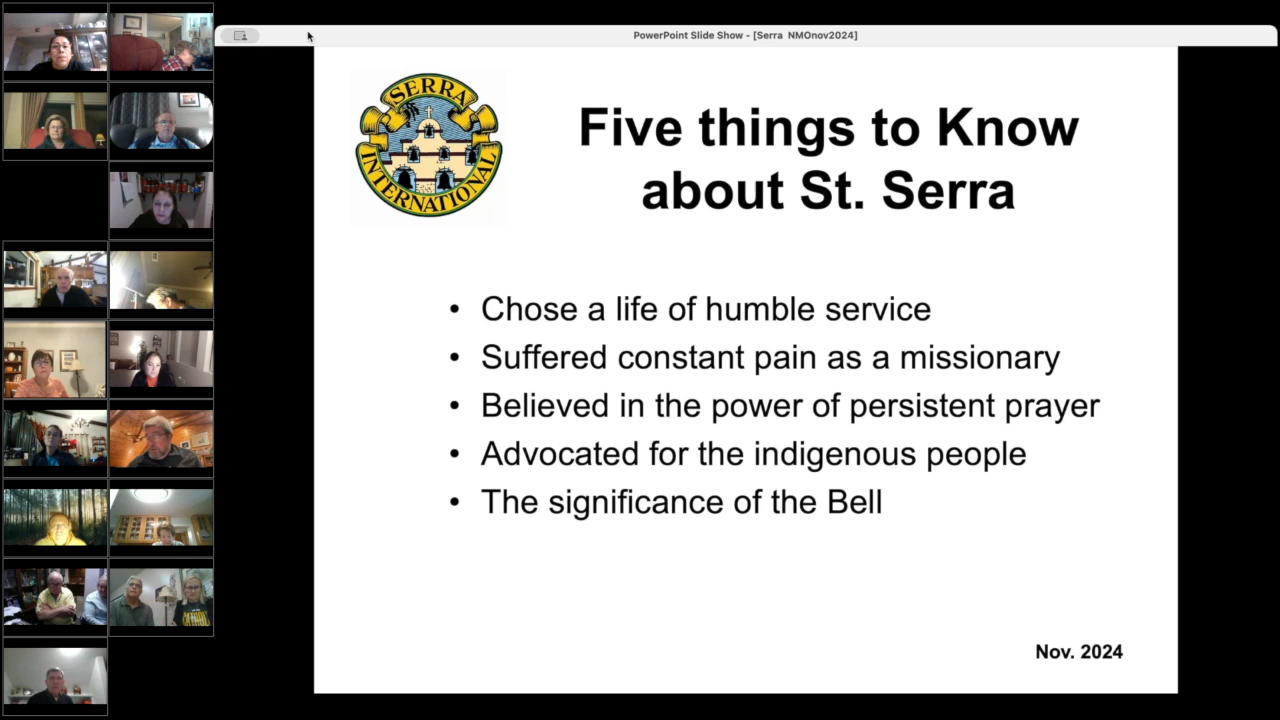 PowerPoint Slide Show - [Serra NMOnov2024]
SERRA
INTERNATIONAL
Five things to Know
about St. Serra
• Chose a life of humble service
• Suffered constant pain as a missionary
• Believed in the power of persistent prayer
• Advocated for the indigenous people
• The significance of the Bell
Nov. 2024